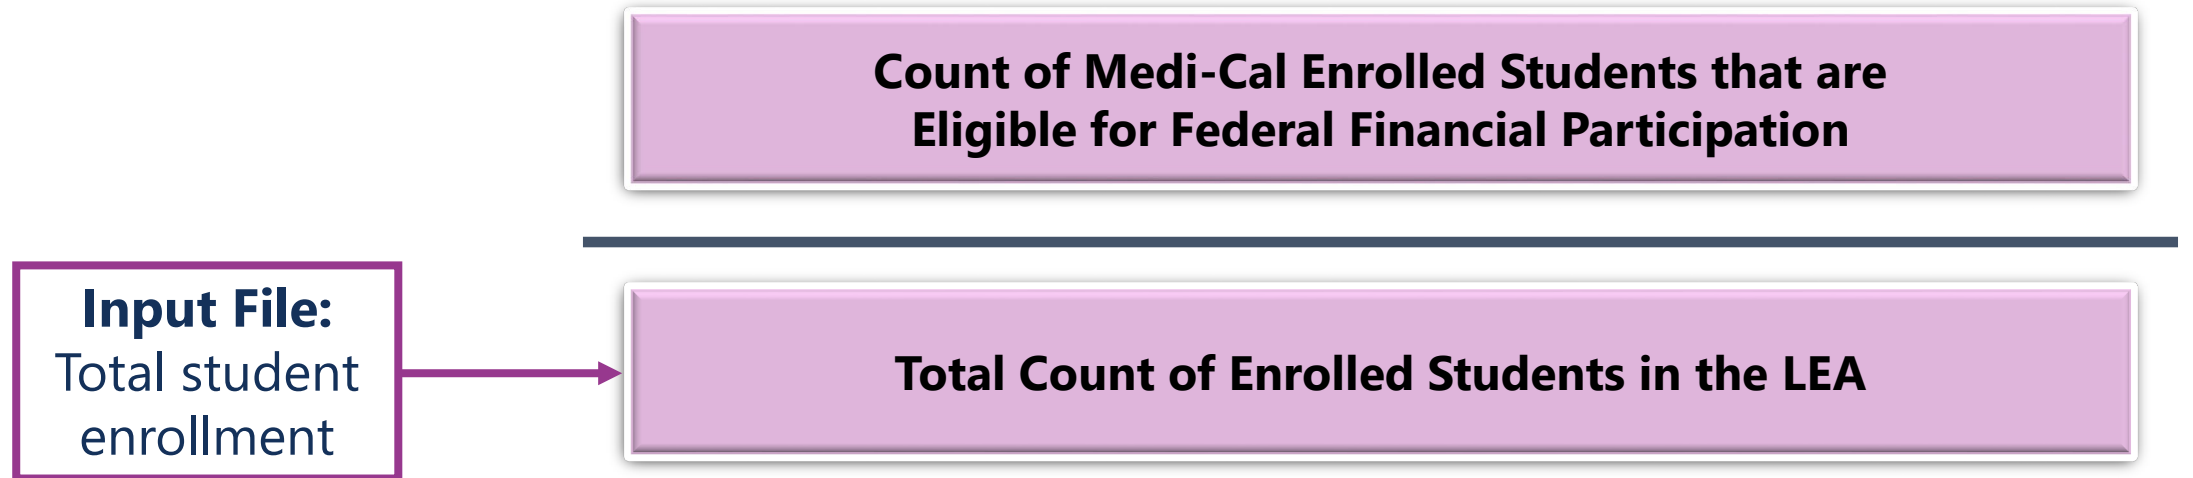 Count of Medi-Cal Enrolled Students that are
Eligible for Federal Financial Participation
Input File:
Total student
enrollment
Total Count of Enrolled Students in the LEA